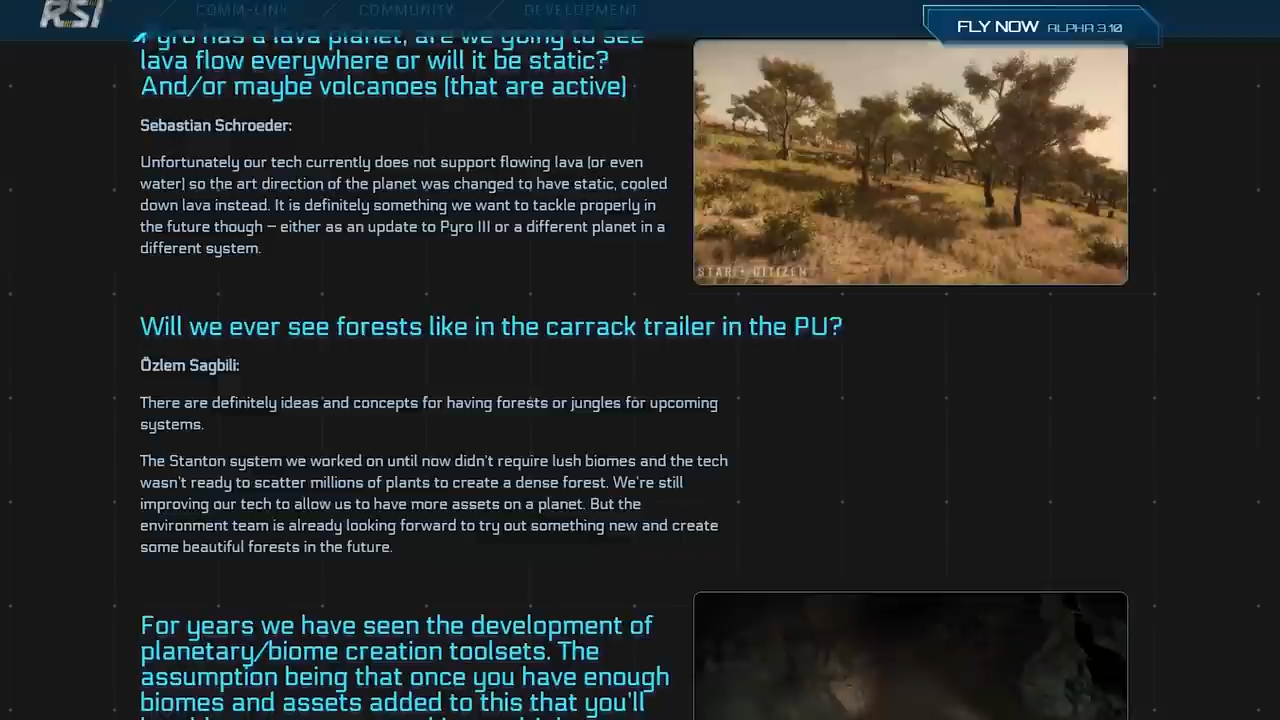 RSI
COMM-LINK
COMMUNITY
DEVELOPMENT
FLY NOW ALPHA 3.10
Pyro has a lava planet, are we going to see
lava flow everywhere or will it be static?
And/or maybe volcanoes (that are active)
Sebastian Schroeder:
Unfortunately our tech currently does not support flowing lava (or even
water) so the art direction of the planet was changed to have static, cooled
down lava instead. It is definitely something we want to tackle properly in
the future though – either as an update to Pyro III or a different planet in a
different system.
STAR CITIZEN
Will we ever see forests like in the carrack trailer in the PU?
Özlem Sagbili:
There are definitely ideas and concepts for having forests or jungles for upcoming
systems.
The Stanton system we worked on until now didn't require lush biomes and the tech
wasn't ready to scatter millions of plants to create a dense forest. We're still
improving our tech to allow us to have more assets on a planet. But the
environment team is already looking forward to try out something new and create
some beautiful forests in the future.
For years we have seen the development of
planetary/biome creation toolsets. The
assumption being that once you have enough
biomes and assets added to this that you'll